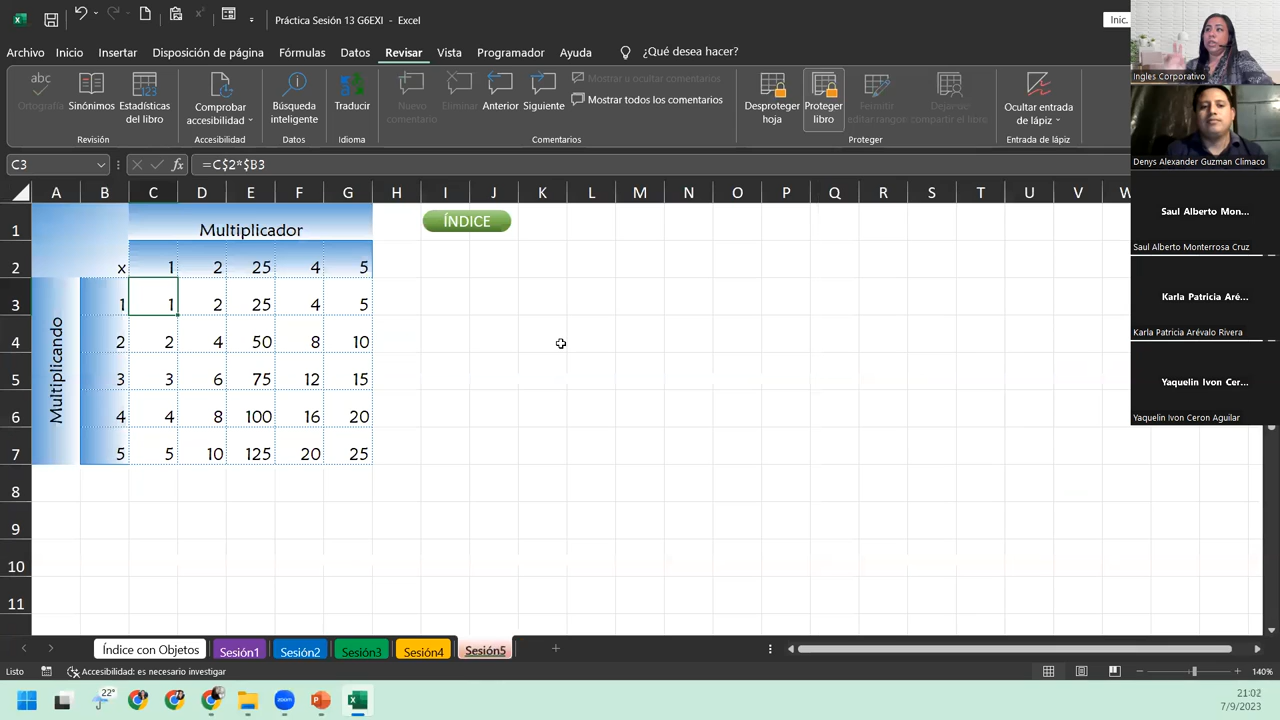 Práctica Sesión 13 G6EXI - Excel
Inic.
Archivo Inicio Insertar Disposición de página Fórmulas Datos Revisar Vista Programador Ayuda ¿Qué desea hacer?
Ortografía
Sinónimos
Estadísticas del libro
Comprobar accesibilidad
Búsqueda inteligente
Traducir
Nuevo comentario
Eliminar
Anterior
Siguiente
Mostrar u ocultar comentarios
Mostrar todos los comentarios
Desproteger hoja
Proteger libro
Permitir editar rangos
Dejar de compartir el libro
Ocultar entrada de lápiz
Revisión Accesibilidad Datos Idioma Comentarios Proteger Entrada de lápiz
C3 fx =C$2*$B3
A B C D E F G H I J K L M N O P Q R S T U V W
1 Multiplicador ÍNDICE
2 x 1 2 25 4 5
Multiplicando
3 1 1 2 25 4 5
4 2 2 4 50 8 10
5 3 3 6 75 12 15
6 4 4 8 100 16 20
7 5 5 10 125 20 25
8
9
10
11
Índice con Objetos Sesión1 Sesión2 Sesión3 Sesión4 Sesión5
Listo Accesibilidad: es necesario investigar 140%
22° zoom
21:02
7/9/2023
Ingles Corporativo
Denys Alexander Guzman Climaco
Saul Alberto Mon...
Saul Alberto Monterrosa Cruz
Karla Patricia Aré...
Karla Patricia Arévalo Rivera
Yaquelin Ivon Cer...
Yaquelin Ivon Ceron Aguilar